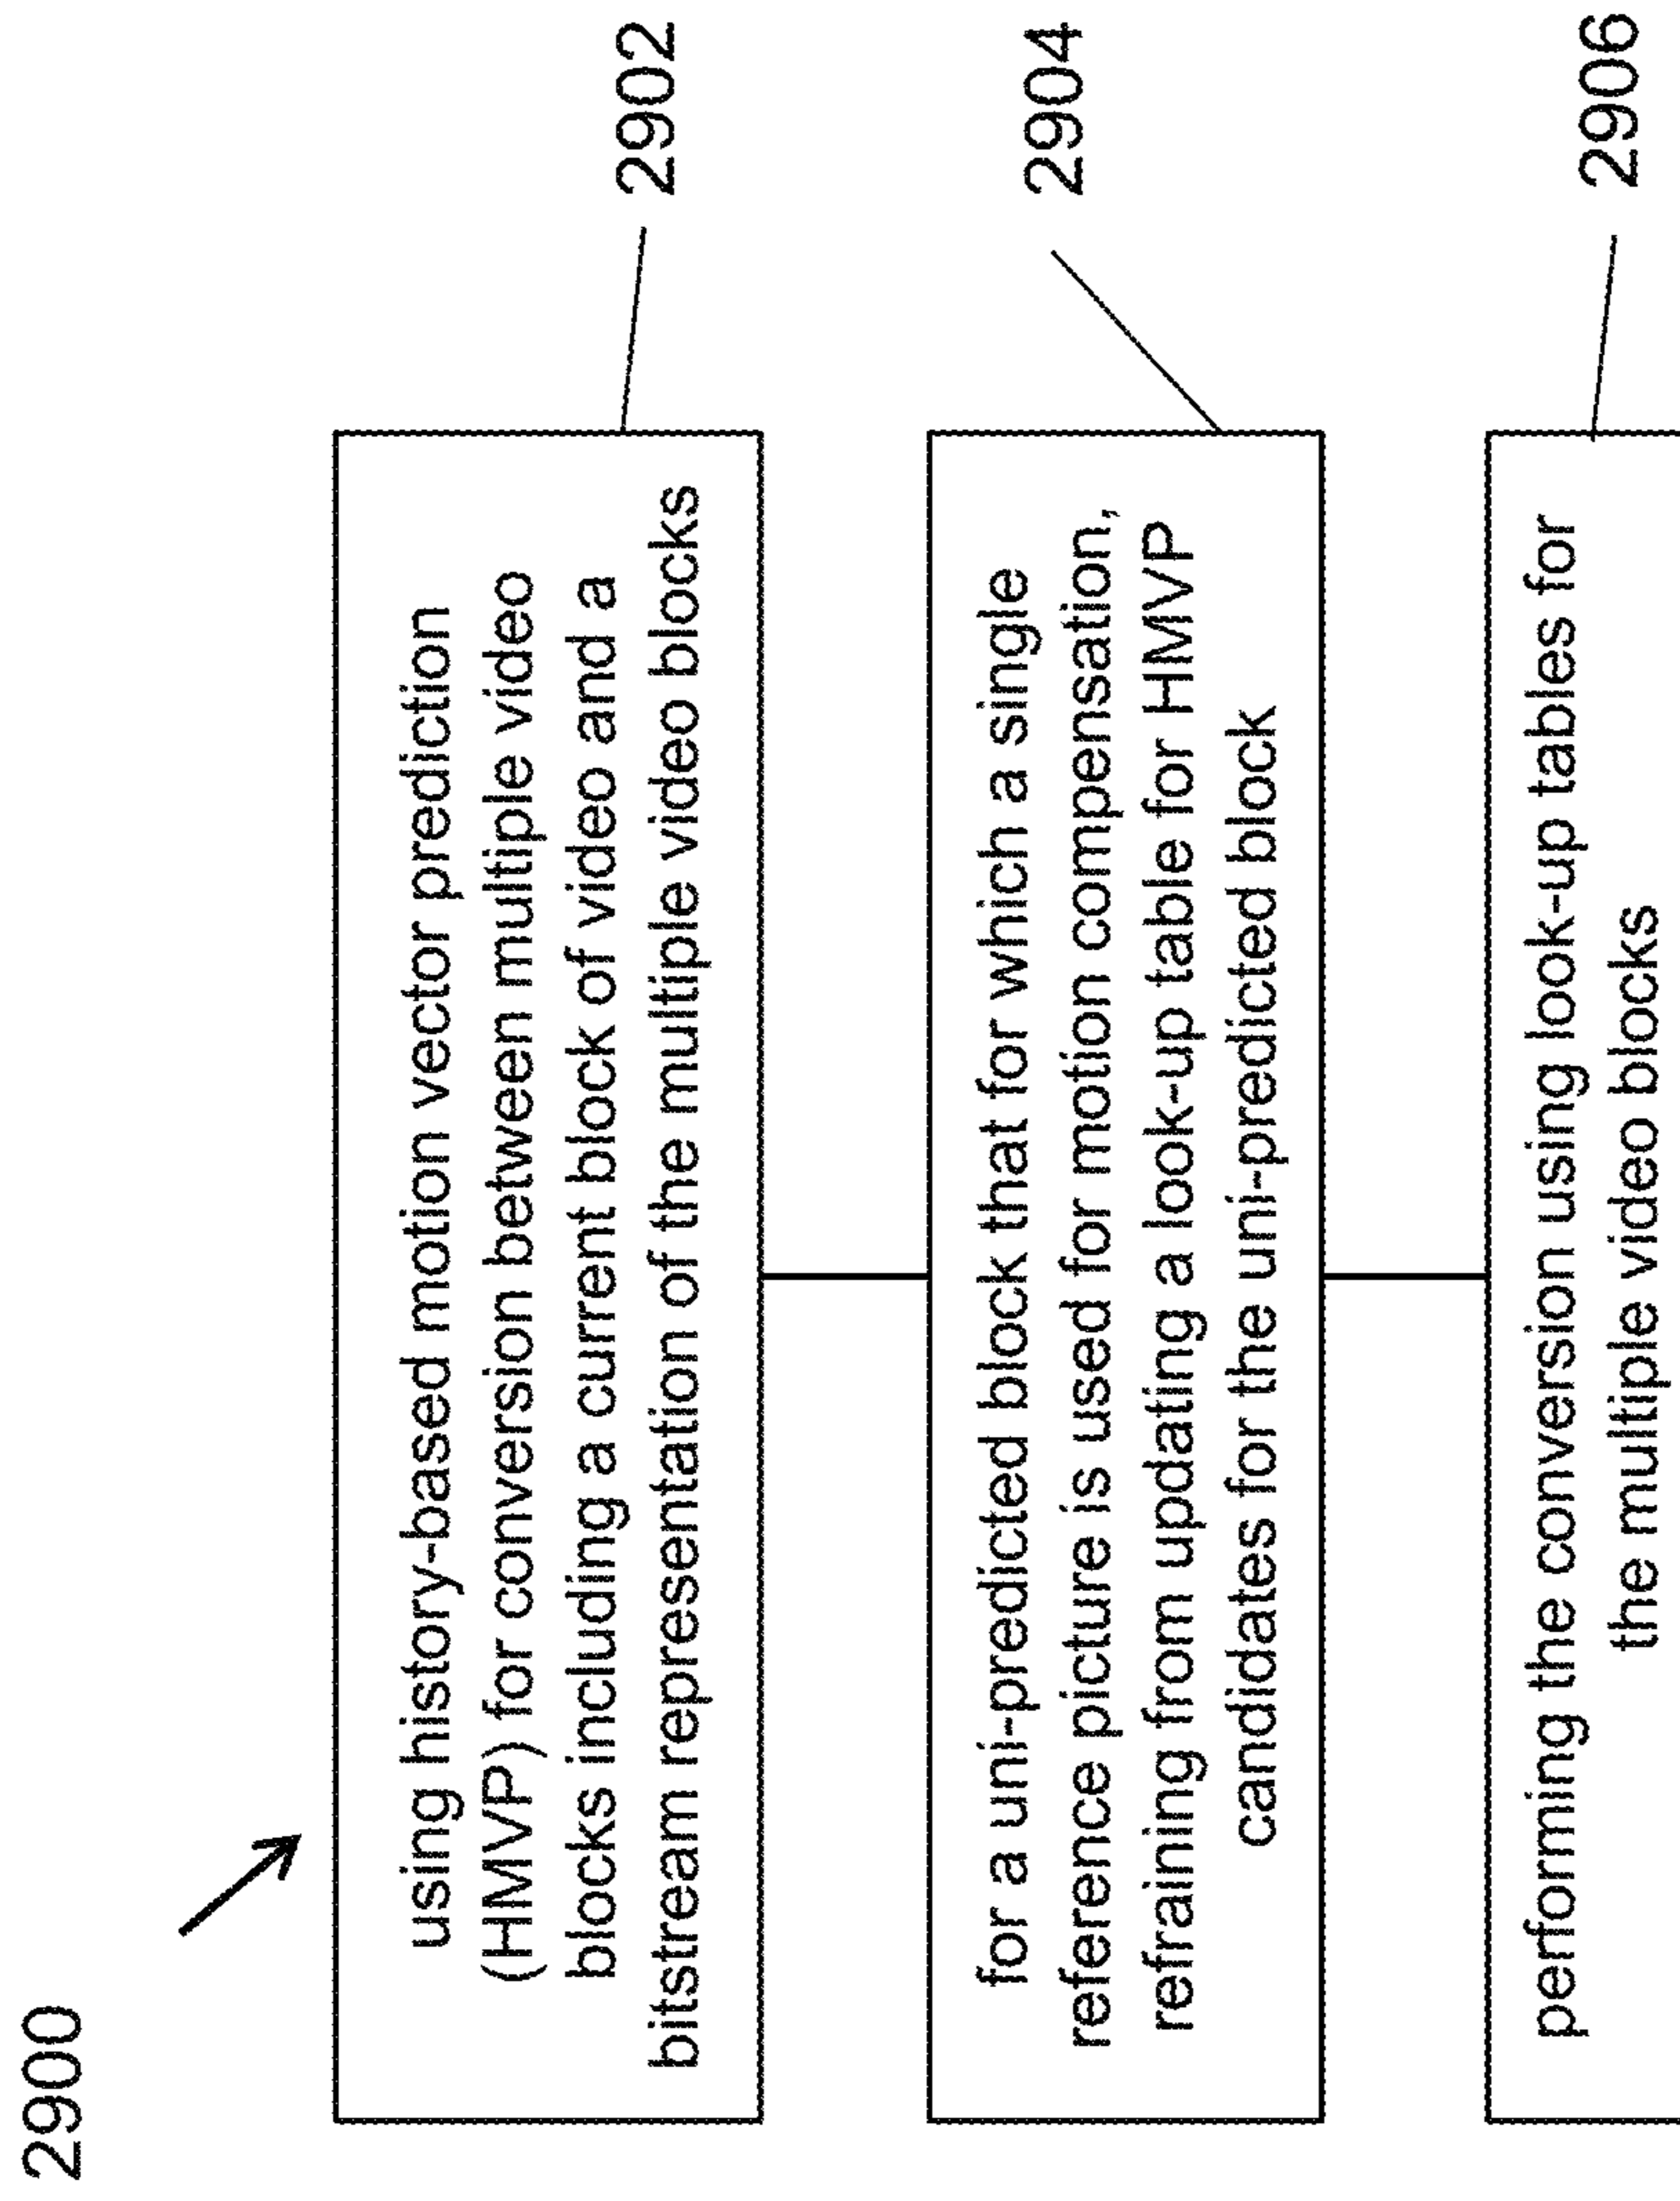 2900
using history-based motion vector prediction
(HMVP) for conversion between multiple video
blocks including a current block of video and a
bitstream representation of the multiple video blocks
2902
for a uni-predicted block that for which a single
reference picture is used for motion compensation,
refraining from updating a look-up table for HMVP
candidates for the uni-predicted block
2904
performing the conversion using look-up tables for
the multiple video blocks
2906